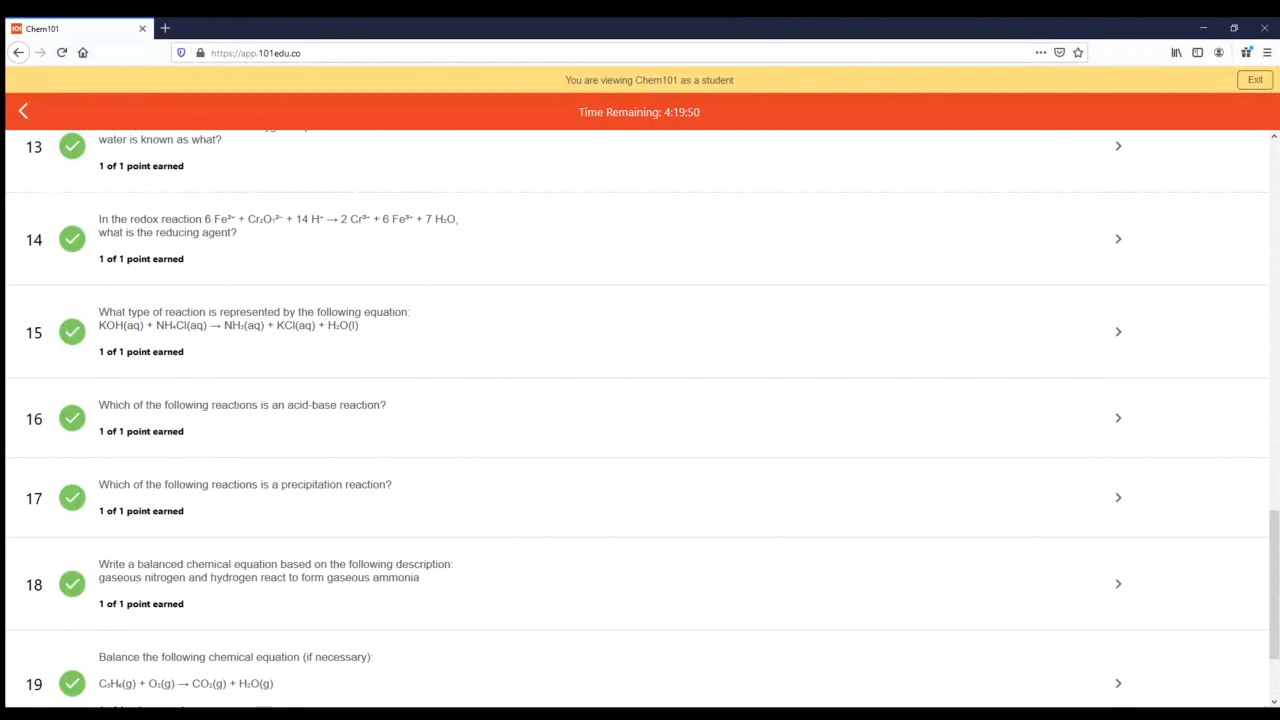 Chem101
https://app.101edu.co
You are viewing Chem101 as a student
Exit
Time Remaining: 4:19:50
13
water is known as what?
1 of 1 point earned
14
In the redox reaction 6 Fe²⁺ + Cr₂O₇²⁻ + 14 H⁺ → 2 Cr³⁺ + 6 Fe³⁺ + 7 H₂O,
what is the reducing agent?
1 of 1 point earned
15
What type of reaction is represented by the following equation:
KOH(aq) + NH₄Cl(aq) → NH₃(aq) + KCl(aq) + H₂O(l)
1 of 1 point earned
16
Which of the following reactions is an acid-base reaction?
1 of 1 point earned
17
Which of the following reactions is a precipitation reaction?
1 of 1 point earned
18
Write a balanced chemical equation based on the following description:
gaseous nitrogen and hydrogen react to form gaseous ammonia
1 of 1 point earned
19
Balance the following chemical equation (if necessary):
C₃H₆(g) + O₂(g) → CO₂(g) + H₂O(g)